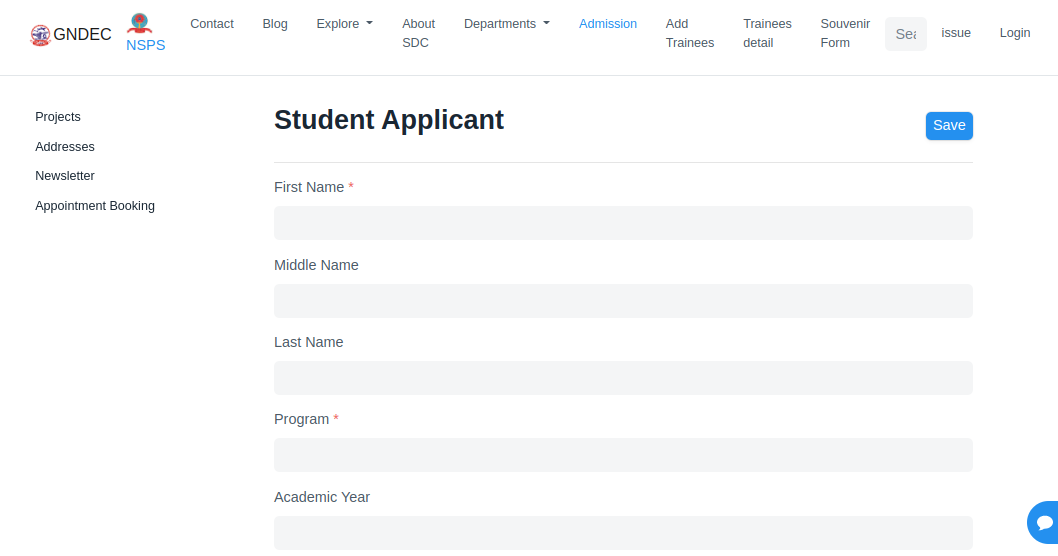 GNDEC
NSPS
Contact
Blog
Explore
About
SDC
Departments
Admission
Add
Trainees
Trainees
detail
Souvenir
Form
issue
Login
Projects
Addresses
Newsletter
Appointment Booking
Student Applicant
Save
First Name *
Middle Name
Last Name
Program *
Academic Year